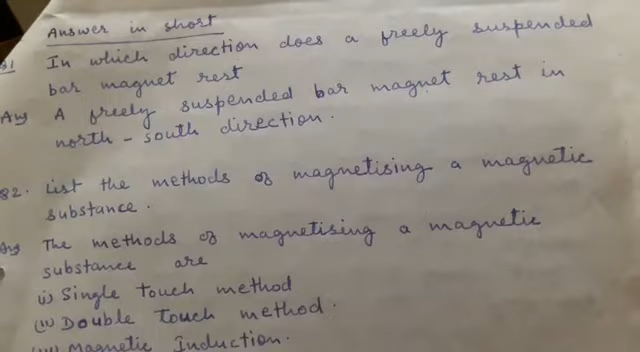 Answer in short
Q1 In which direction does a freely suspended
bar magnet rest
Ans A freely suspended bar magnet rest in
north - south direction.
Q2. List the methods of magnetising a magnetic
substance.
Ans The methods of magnetising a magnetic
substance are
(i) Single Touch method
(ii) Double Touch method.
(iii) Magnetic Induction.